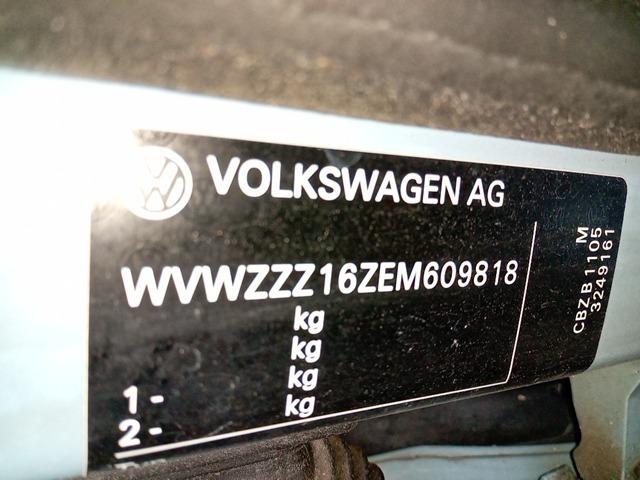 VOLKSWAGEN AG
WVWZZZ16ZEM609818
kg
kg
1 - kg
2 - kg
M
CBZB1105
3249161